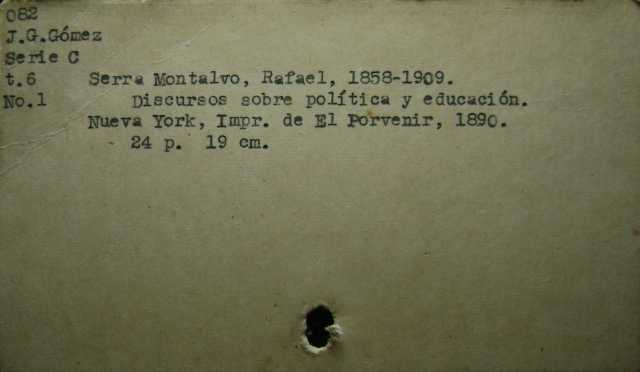 082
J.G.Gómez
Serie C
t.6 Serra Montalvo, Rafael, 1858-1909.
No.1 Discursos sobre política y educación.
Nueva York, Impr. de El Porvenir, 1890.
24 p. 19 cm.